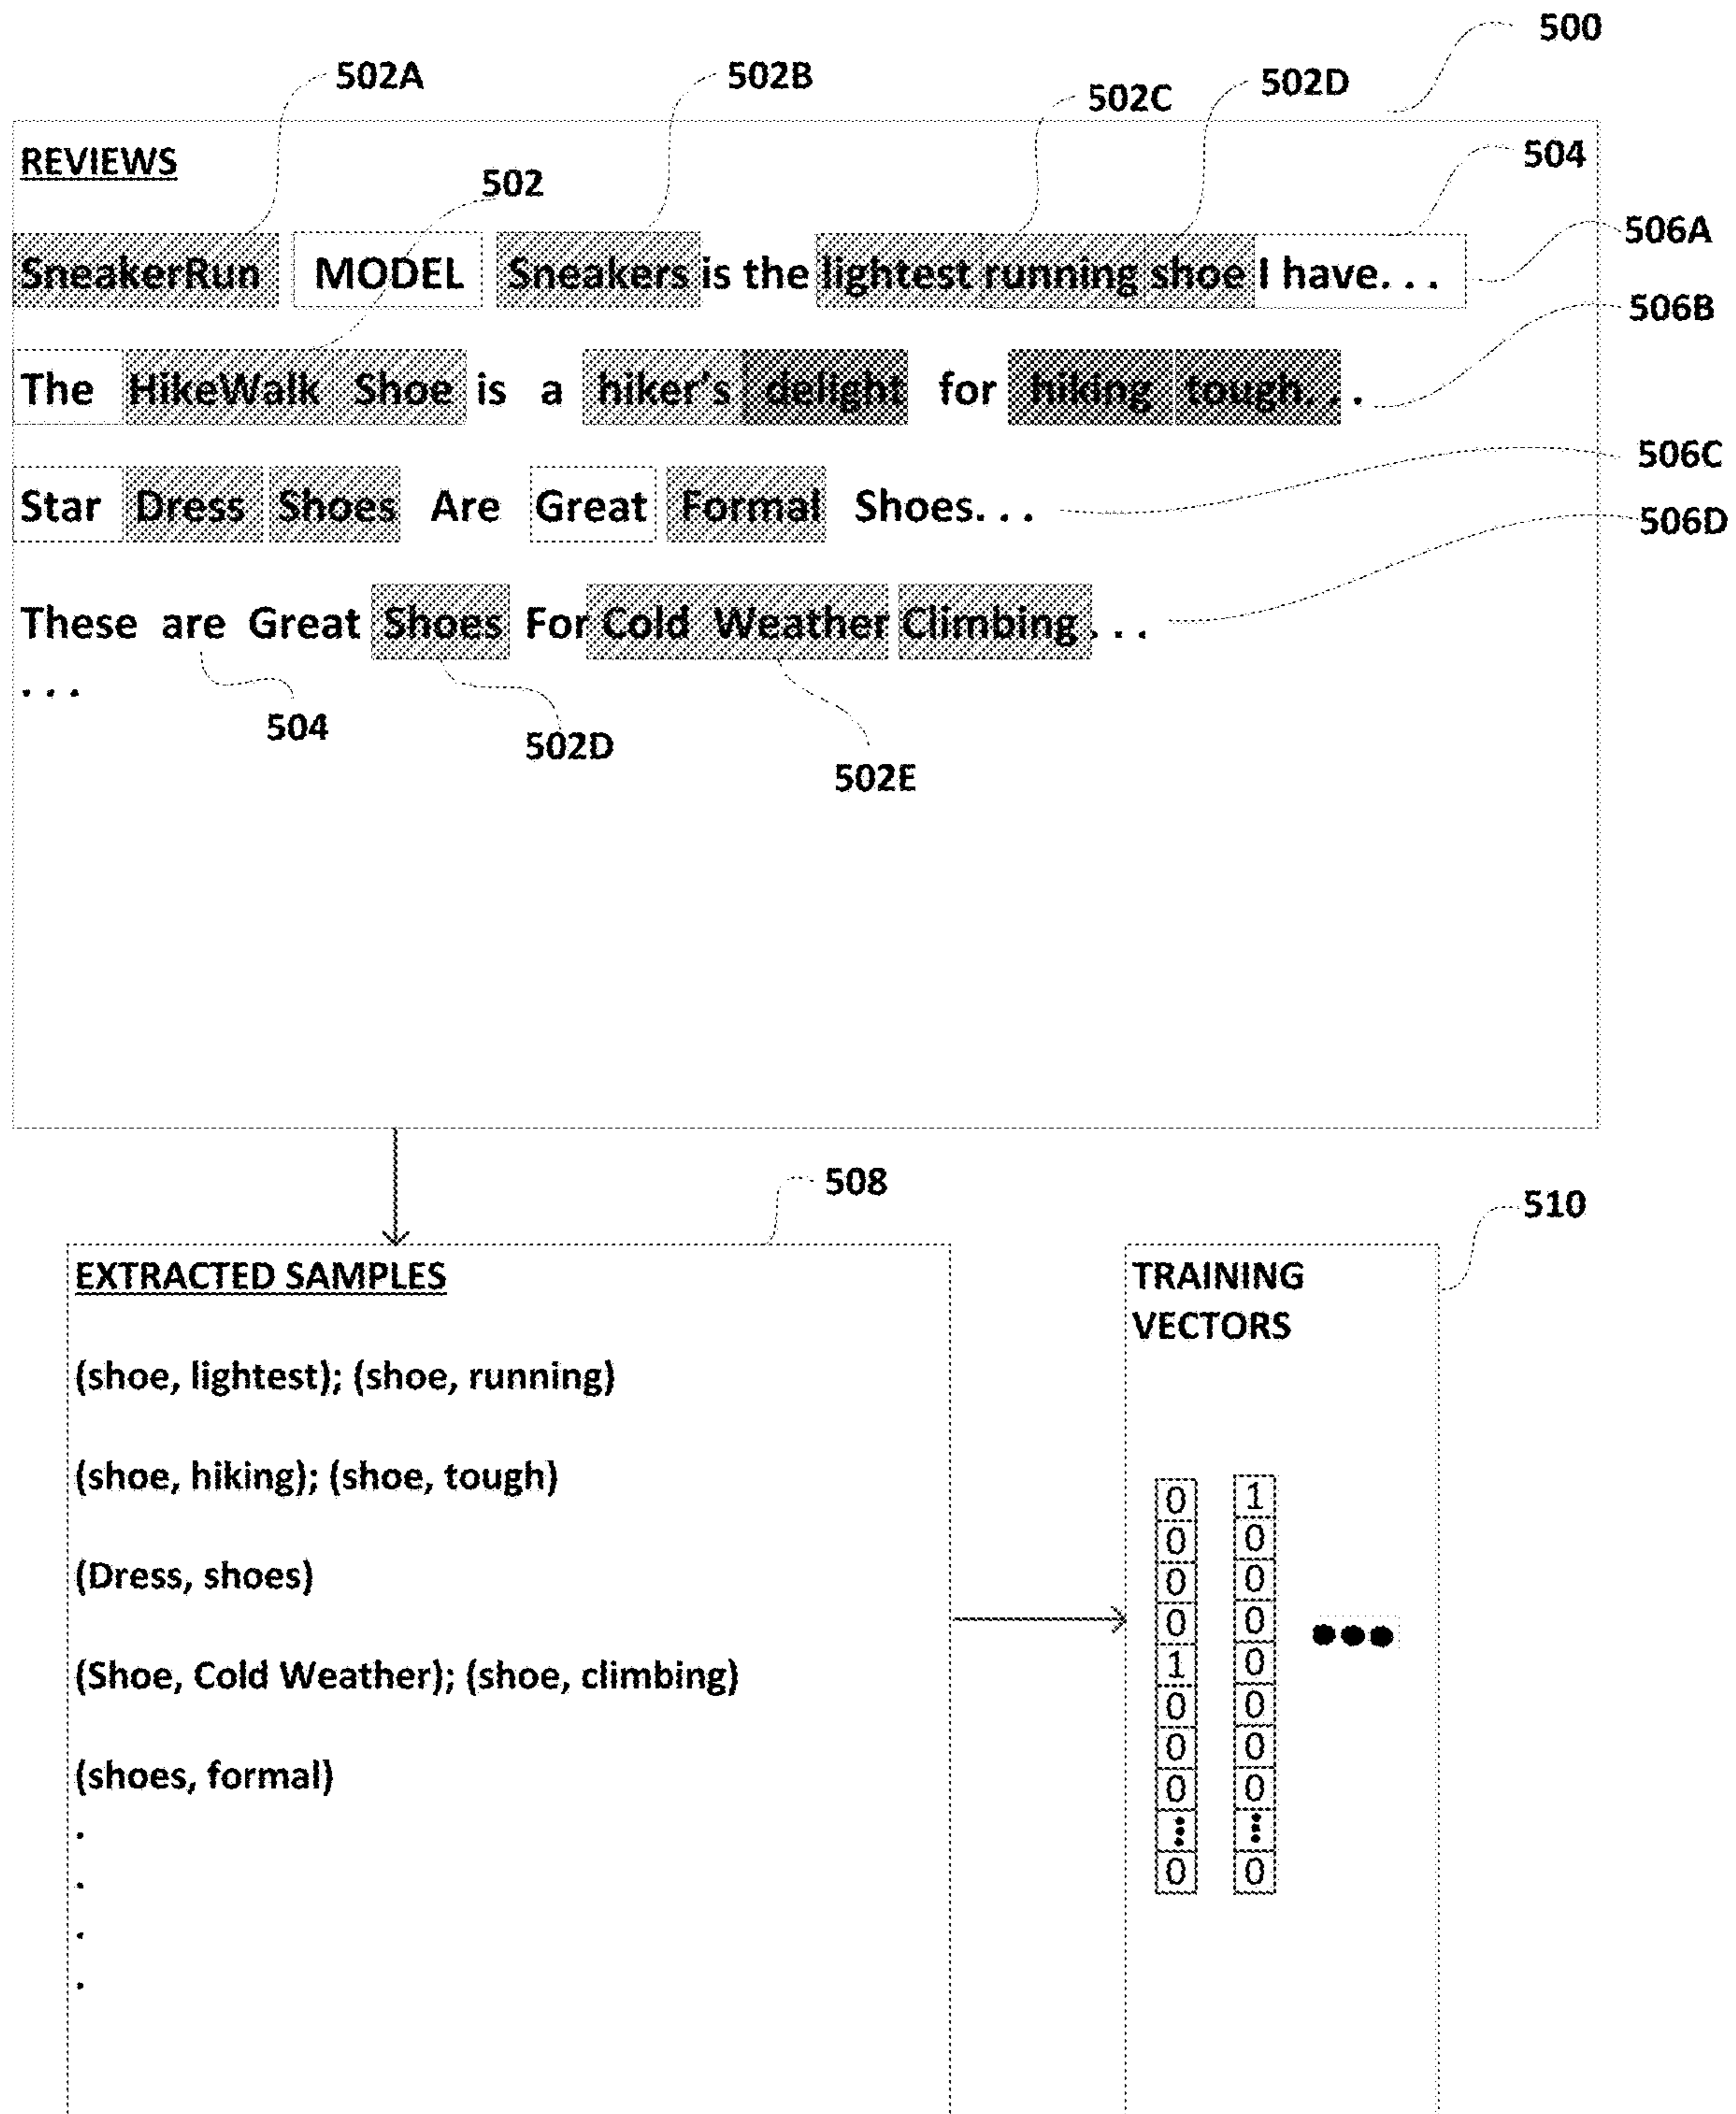 500
502A
502B
502C
502D
REVIEWS
502
504
506A
SneakerRun MODEL Sneakers is the lightest running shoe I have...
506B
The HikeWalk Shoe is a hiker's delight for hiking tough...
506C
Star Dress Shoes Are Great Formal Shoes...
506D
These are Great Shoes For Cold Weather Climbing...
...
504
502D
502E
508
510
EXTRACTED SAMPLES
(shoe, lightest); (shoe, running)
(shoe, hiking); (shoe, tough)
(Dress, shoes)
(Shoe, Cold Weather); (shoe, climbing)
(shoes, formal)
.
.
.
.
TRAINING
VECTORS
0 1
0 0
0 0
0 0
1 0
0 0
0 0
0 0
⋮ ⋮
0 0